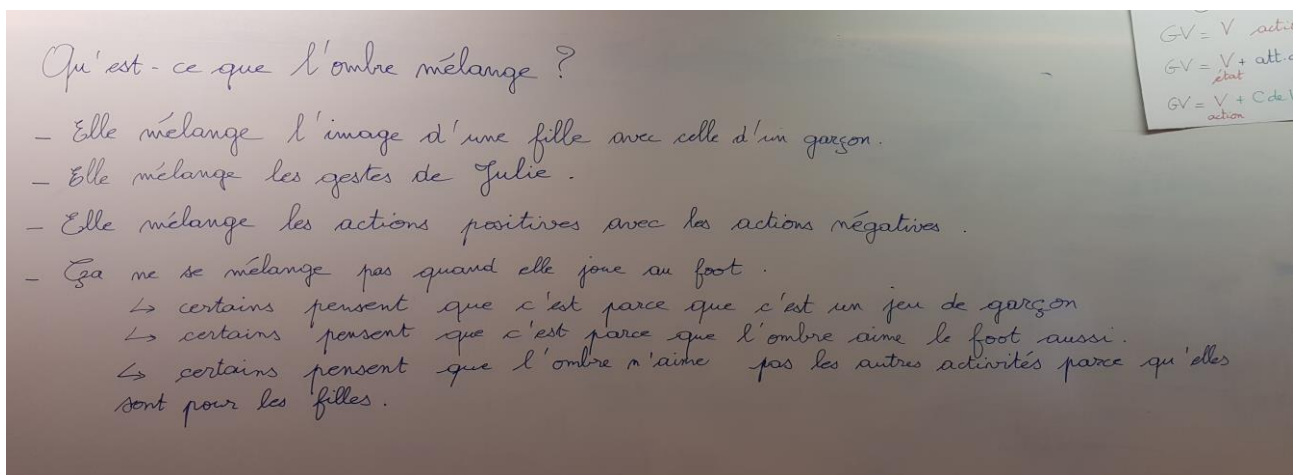 Qu'est-ce que l'ombre mélange ?
GV = V
GV = V + att.
état
GV = V + C de
action
- Elle mélange l'image d'une fille avec celle d'un garçon.
- Elle mélange les gestes de Julie.
- Elle mélange les actions positives avec les actions négatives.
- Ça ne se mélange pas quand elle joue au foot.
↳ certains pensent que c'est parce que c'est un jeu de garçon
↳ certains pensent que c'est parce que l'ombre aime le foot aussi.
↳ certains pensent que l'ombre n'aime pas les autres activités parce qu'elles
sont pour les filles.